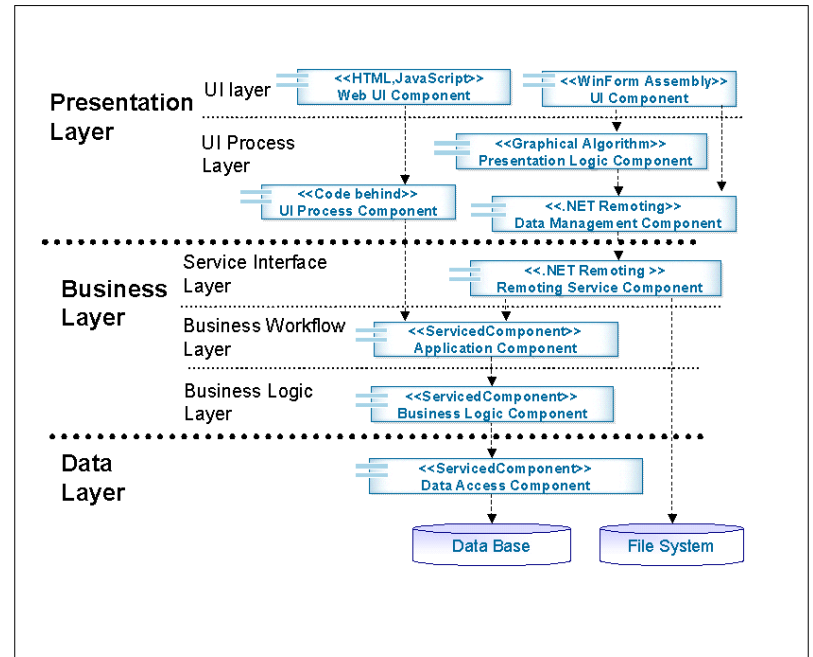 <<HTML,JavaScript>>
Web UI Component
<<WinForm Assembly>>
UI Component
Presentation
Layer
UI layer
UI Process
Layer
<<Graphical Algorithm>>
Presentation Logic Component
<<Code behind>>
UI Process Component
<<.NET Remoting>>
Data Management Component
Business
Layer
Service Interface
Layer
<<.NET Remoting >>
Remoting Service Component
Business Workflow
Layer
<<ServicedComponent>>
Application Component
Business Logic
Layer
<<ServicedComponent>>
Business Logic Component
Data
Layer
<<ServicedComponent>>
Data Access Component
Data Base
File System